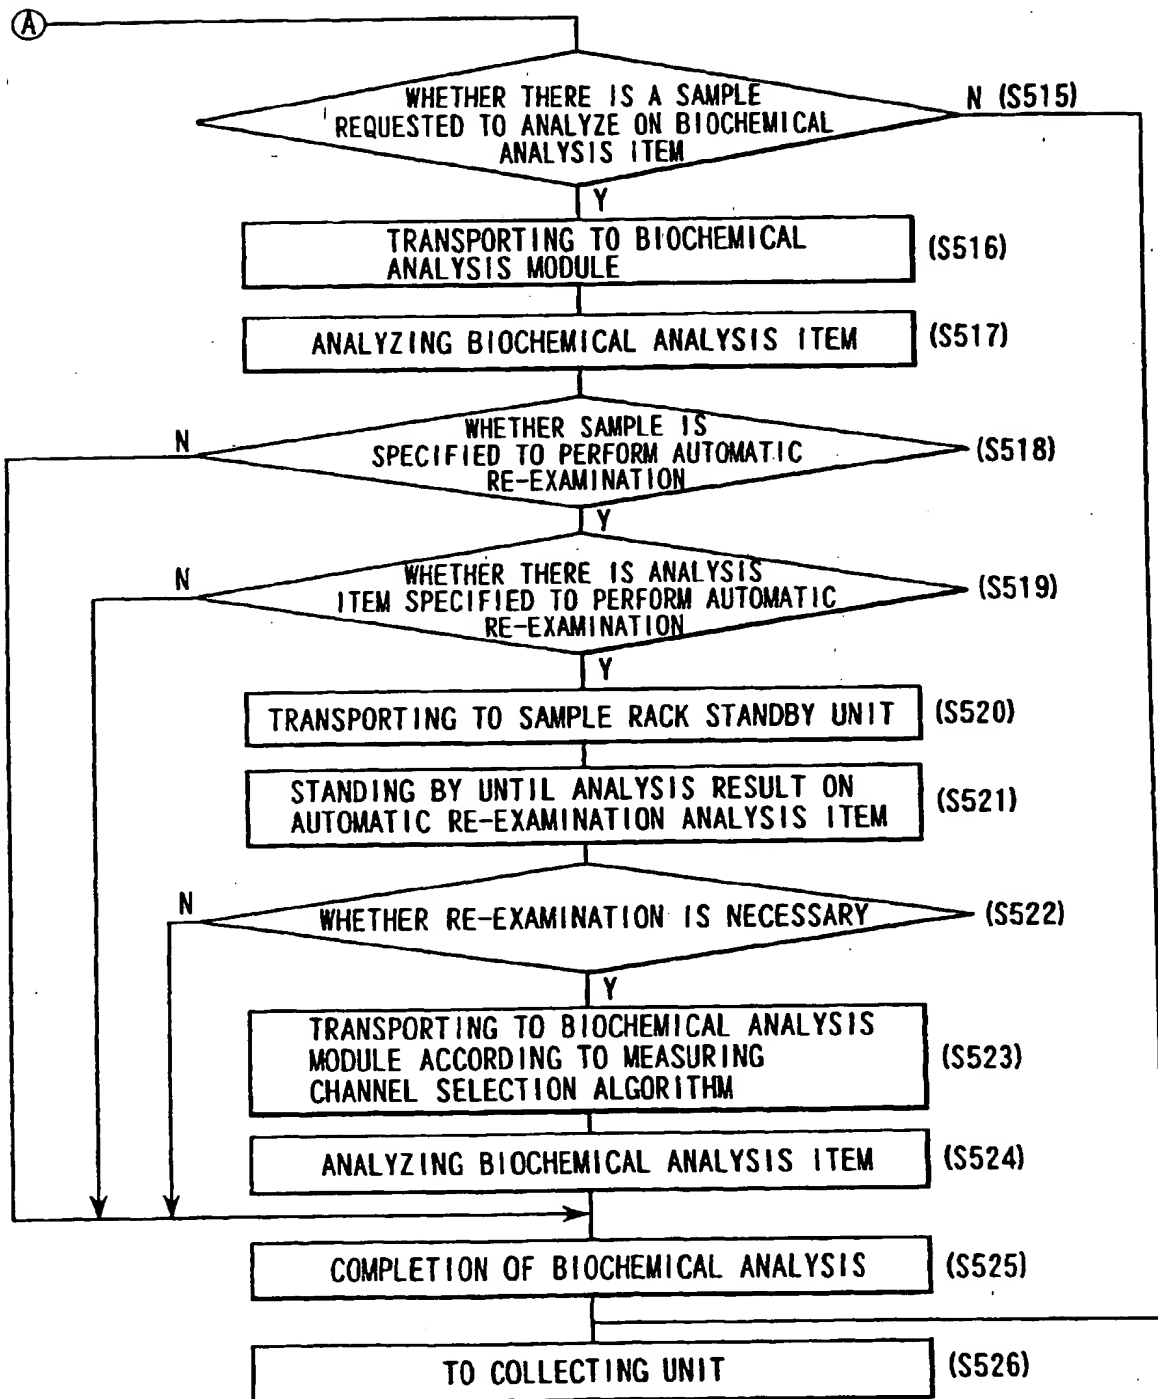 A
WHETHER THERE IS A SAMPLE
REQUESTED TO ANALYZE ON BIOCHEMICAL
ANALYSIS ITEM
N (S515)
Y
TRANSPORTING TO BIOCHEMICAL
ANALYSIS MODULE
(S516)
ANALYZING BIOCHEMICAL ANALYSIS ITEM
(S517)
WHETHER SAMPLE IS
SPECIFIED TO PERFORM AUTOMATIC
RE-EXAMINATION
N
(S518)
Y
WHETHER THERE IS ANALYSIS
ITEM SPECIFIED TO PERFORM AUTOMATIC
RE-EXAMINATION
N
(S519)
Y
TRANSPORTING TO SAMPLE RACK STANDBY UNIT
(S520)
STANDING BY UNTIL ANALYSIS RESULT ON
AUTOMATIC RE-EXAMINATION ANALYSIS ITEM
(S521)
N
WHETHER RE-EXAMINATION IS NECESSARY
(S522)
Y
TRANSPORTING TO BIOCHEMICAL ANALYSIS
MODULE ACCORDING TO MEASURING
CHANNEL SELECTION ALGORITHM
(S523)
ANALYZING BIOCHEMICAL ANALYSIS ITEM
(S524)
COMPLETION OF BIOCHEMICAL ANALYSIS
(S525)
TO COLLECTING UNIT
(S526)